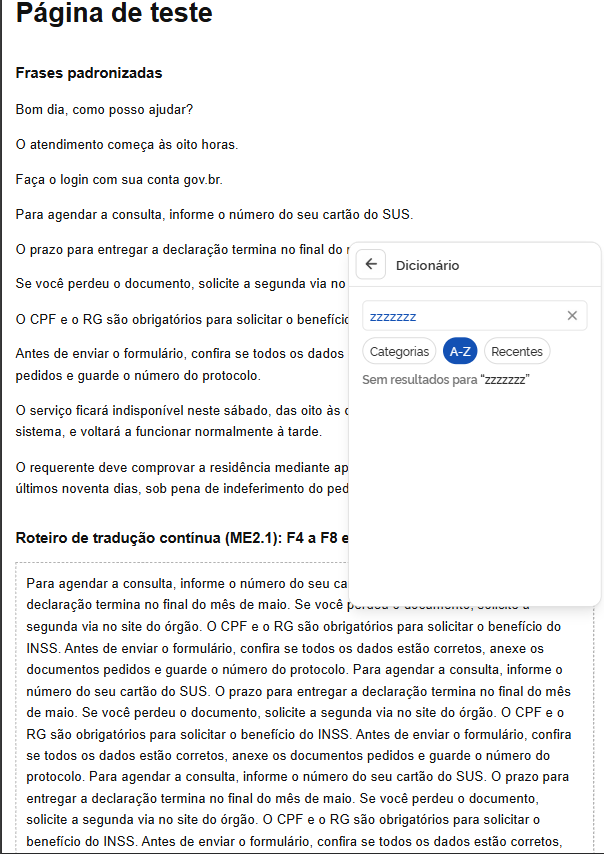 Página de teste
Frases padronizadas
Bom dia, como posso ajudar?
O atendimento começa às oito horas.
Faça o login com sua conta gov.br.
Para agendar a consulta, informe o número do seu cartão do SUS.
O prazo para entregar a declaração termina no final do
Se você perdeu o documento, solicite a segunda via no
O CPF e o RG são obrigatórios para solicitar o benefício
Antes de enviar o formulário, confira se todos os dados
pedidos e guarde o número do protocolo.
O serviço ficará indisponível neste sábado, das oito às
sistema, e voltará a funcionar normalmente à tarde.
O requerente deve comprovar a residência mediante ap
últimos noventa dias, sob pena de indeferimento do ped
Dicionário
zzzzzzz
Categorias A-Z Recentes
Sem resultados para “zzzzzzz”
Roteiro de tradução contínua (ME2.1): F4 a F8 e
Para agendar a consulta, informe o número do seu ca
declaração termina no final do mês de maio. Se você perdeu o documento, solicite a
segunda via no site do órgão. O CPF e o RG são obrigatórios para solicitar o benefício do
INSS. Antes de enviar o formulário, confira se todos os dados estão corretos, anexe os
documentos pedidos e guarde o número do protocolo. Para agendar a consulta, informe o
número do seu cartão do SUS. O prazo para entregar a declaração termina no final do mês
de maio. Se você perdeu o documento, solicite a segunda via no site do órgão. O CPF e o
RG são obrigatórios para solicitar o benefício do INSS. Antes de enviar o formulário, confira
se todos os dados estão corretos, anexe os documentos pedidos e guarde o número do
protocolo. Para agendar a consulta, informe o número do seu cartão do SUS. O prazo para
entregar a declaração termina no final do mês de maio. Se você perdeu o documento,
solicite a segunda via no site do órgão. O CPF e o RG são obrigatórios para solicitar o
benefício do INSS. Antes de enviar o formulário, confira se todos os dados estão corretos,